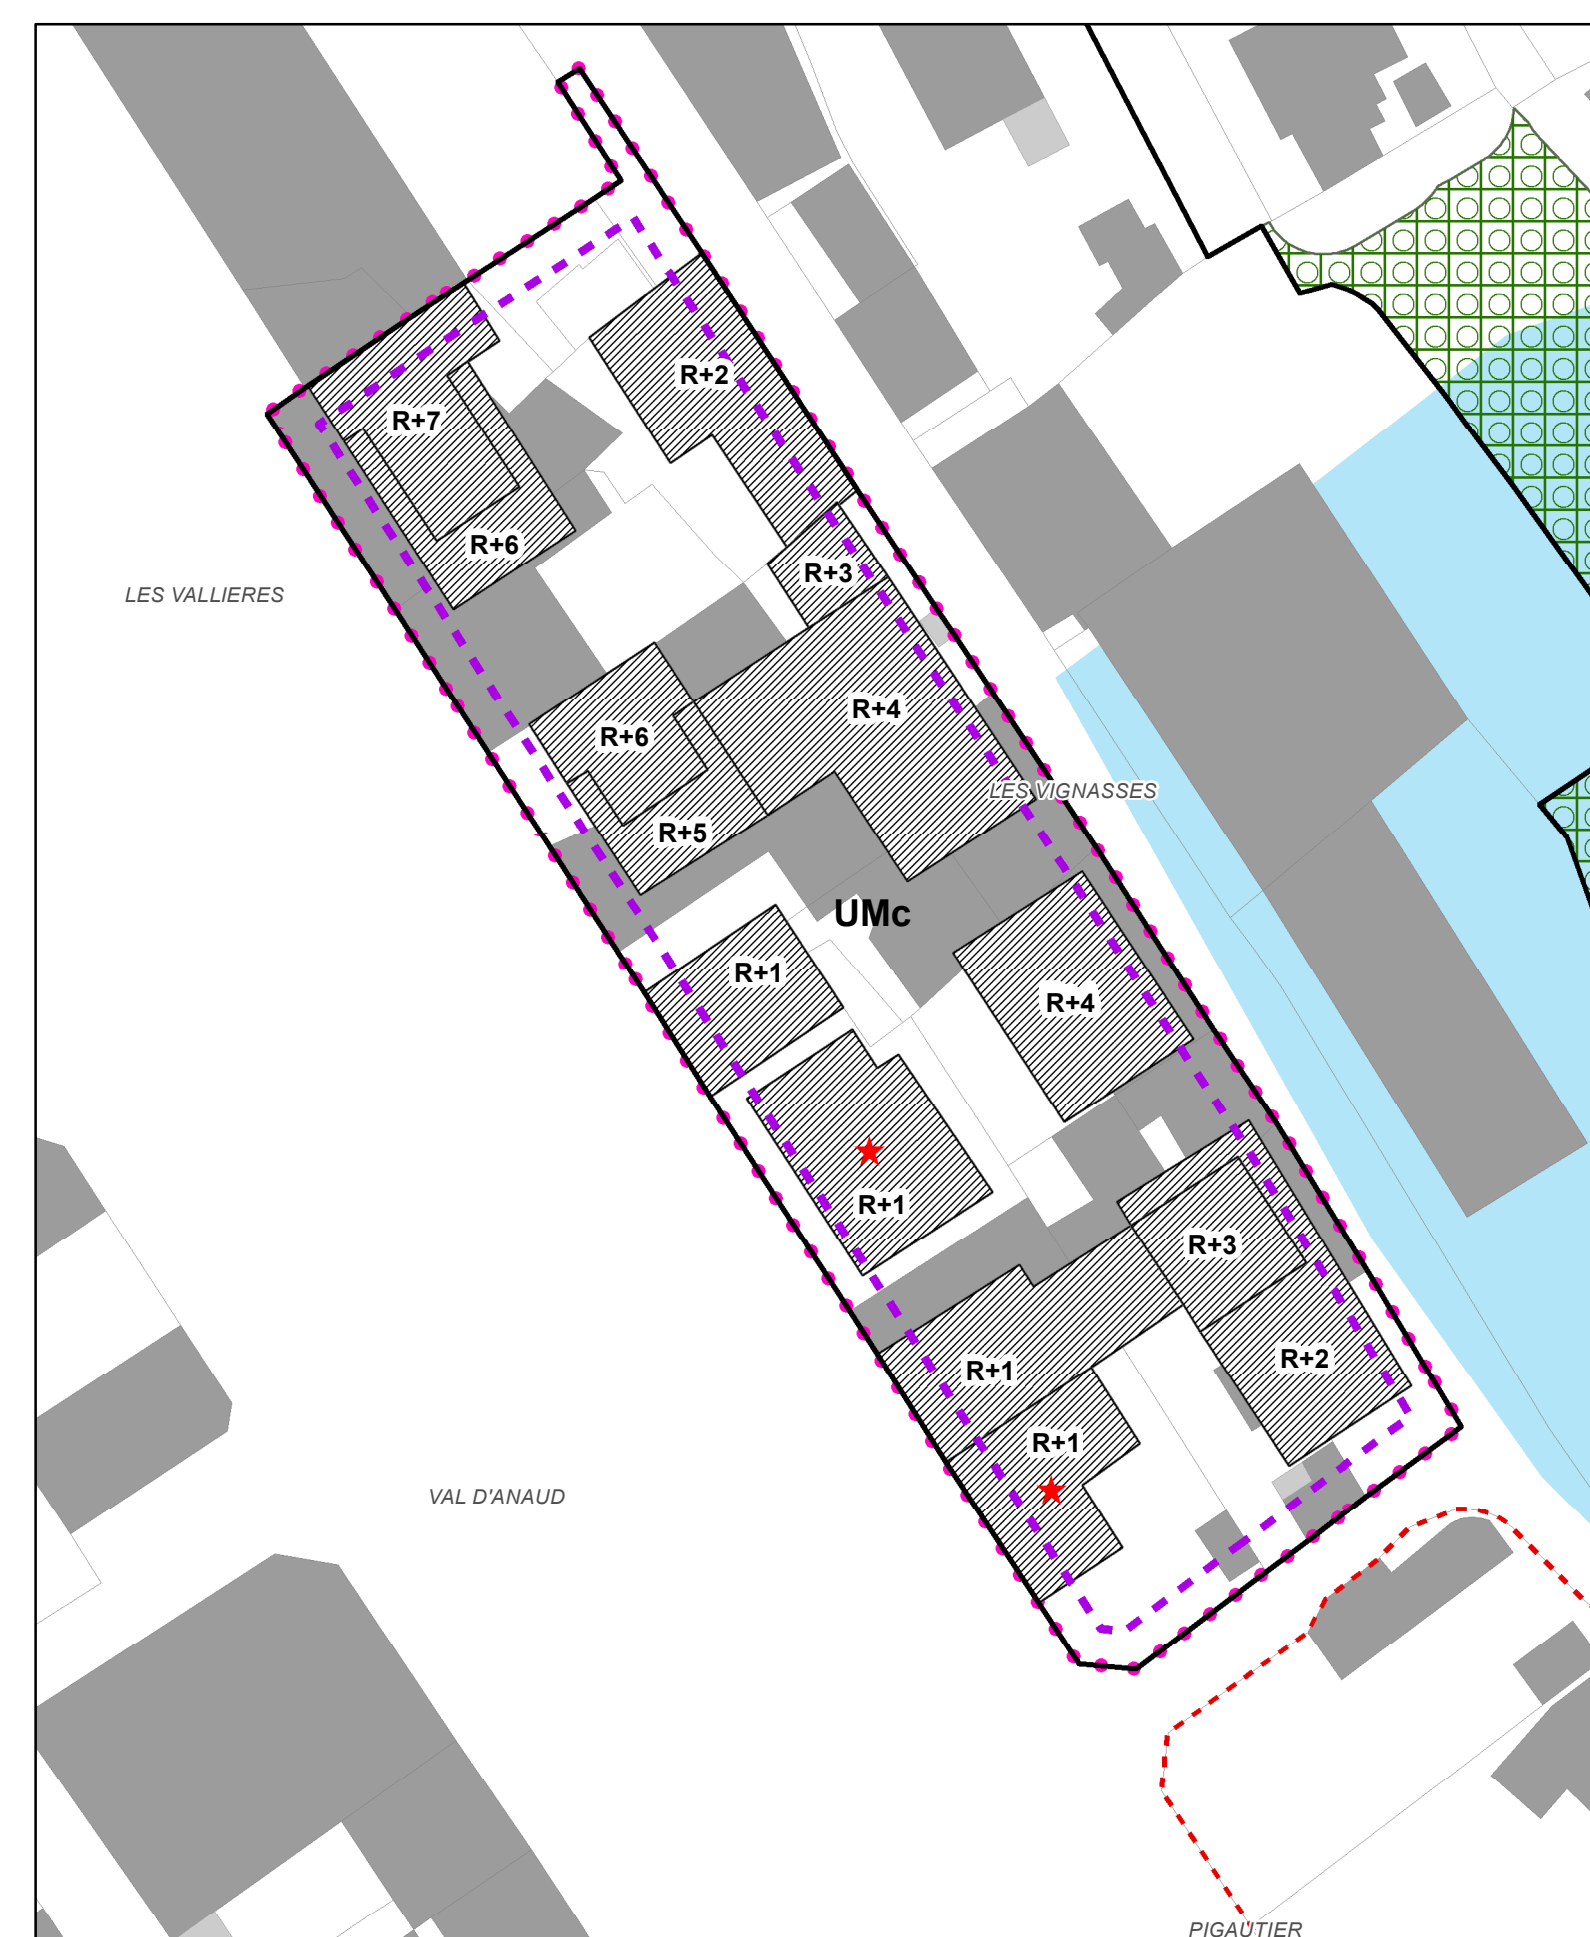 R+2
R+7
R+6
R+3
LES VALLIERES
R+4
R+6
LES VIGNASSES
R+5
UMc
R+1
R+4
R+1
R+3
R+2
R+1
R+1
VAL D'ANAUD
PIGAUTIER